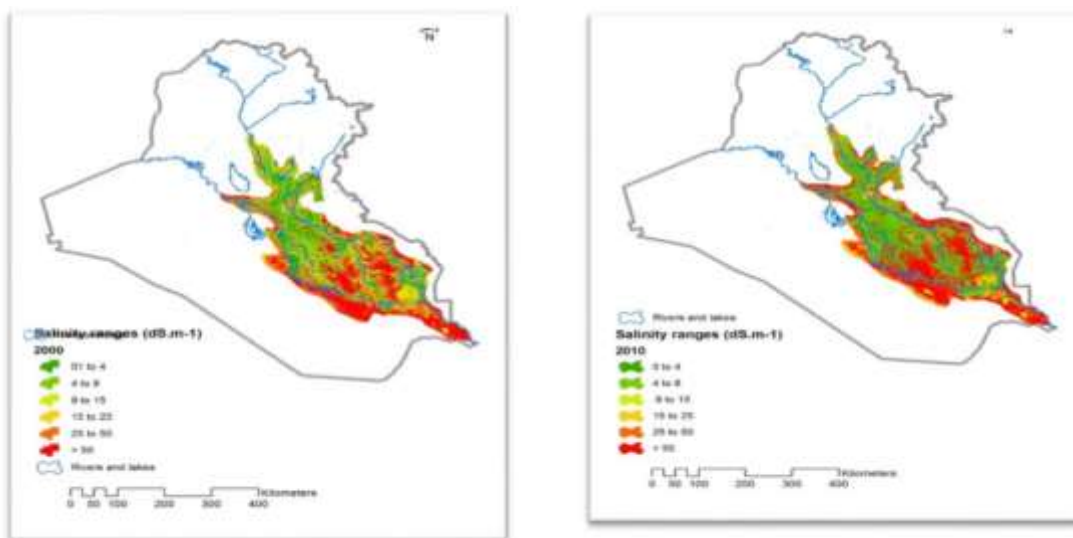 N
Salinity ranges (dS.m-1)
2000
to 4
4 to 8
8 to 15
15 to 25
25 to 50
> 50
Rivers and lakes
Kilometers
0 50 100 200 300 400
Rivers and lakes
Salinity ranges (dS.m-1)
2010
0 to 4
4 to 8
8 to 15
15 to 25
25 to 50
> 50
Kilometers
0 50 100 200 300 400